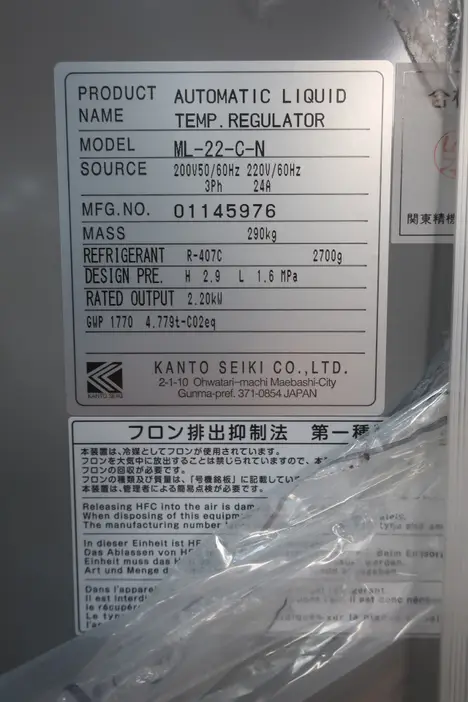 PRODUCT NAME AUTOMATIC LIQUID TEMP.REGULATOR
MODEL ML-22-C-N
SOURCE 200V50/60Hz 220V/60Hz
3Ph 24A
MFG.NO. 01145976
MASS 290kg
REFRIGERANT R-407C 2700g
DESIGN PRE. H 2.9 L 1.6 MPa
RATED OUTPUT 2.20kW
GWP 1770 4.779t-CO2eq
KANTO SEIKI
KANTO SEIKI CO.,LTD.
2-1-10 Ohwatari-machi Maebashi-City
Gunma-pref. 371-0854 JAPAN
関東精機
フロン排出抑制法 第一種
本装置は、冷媒としてフロンが使用されています。
フロンを大気中に放出することは禁じられていますので、
フロンの回収が必要です。
フロンの種類及び質量は、「号機銘板」に記載してい
本装置は、管理者による簡易点検が必要です。
Releasing HFC into the air is
When disposing of this
The manufacturing number
In dieser Einheit ist
Das Ablassen von
Einheit muss das
Art und Menge
Dans l'appareil
Il est
le
Le